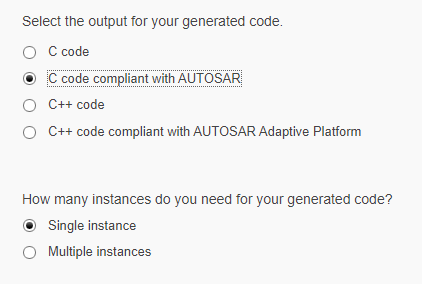 Select the output for your generated code.
C code
C code compliant with AUTOSAR
C++ code
C++ code compliant with AUTOSAR Adaptive Platform
How many instances do you need for your generated code?
Single instance
Multiple instances